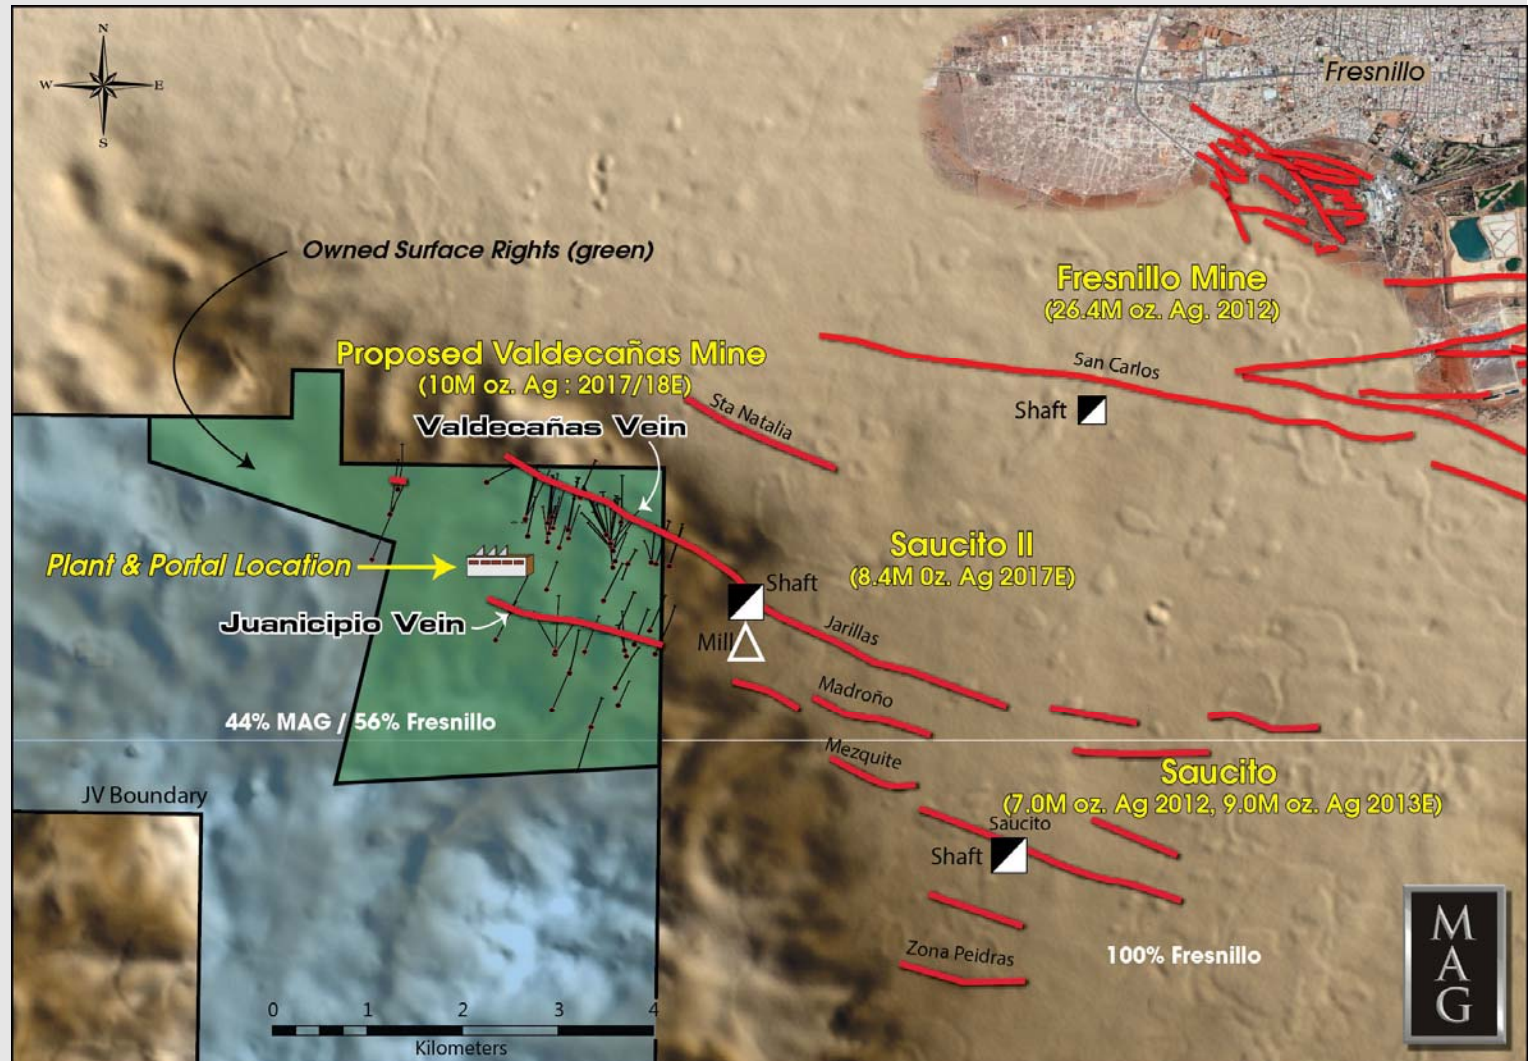 N
W
E
S
Fresnillo
Owned Surface Rights (green)
Fresnillo Mine
(26.4M oz. Ag. 2012)
Proposed Valdecañas Mine
(10M oz. Ag : 2017/18E)
San Carlos
Shaft
Sta Natalia
Valdecañas Vein
Saucito II
(8.4M 0z. Ag 2017E)
Plant & Portal Location
Shaft
Juanicipio Vein
Jarillas
Mill
Madroño
44% MAG / 56% Fresnillo
Mezquite
Saucito
(7.0M oz. Ag 2012, 9.0M oz. Ag 2013E)
JV Boundary
Saucito
Shaft
Zona Peidras
100% Fresnillo
M
A
G
0 1 2 3 4
Kilometers